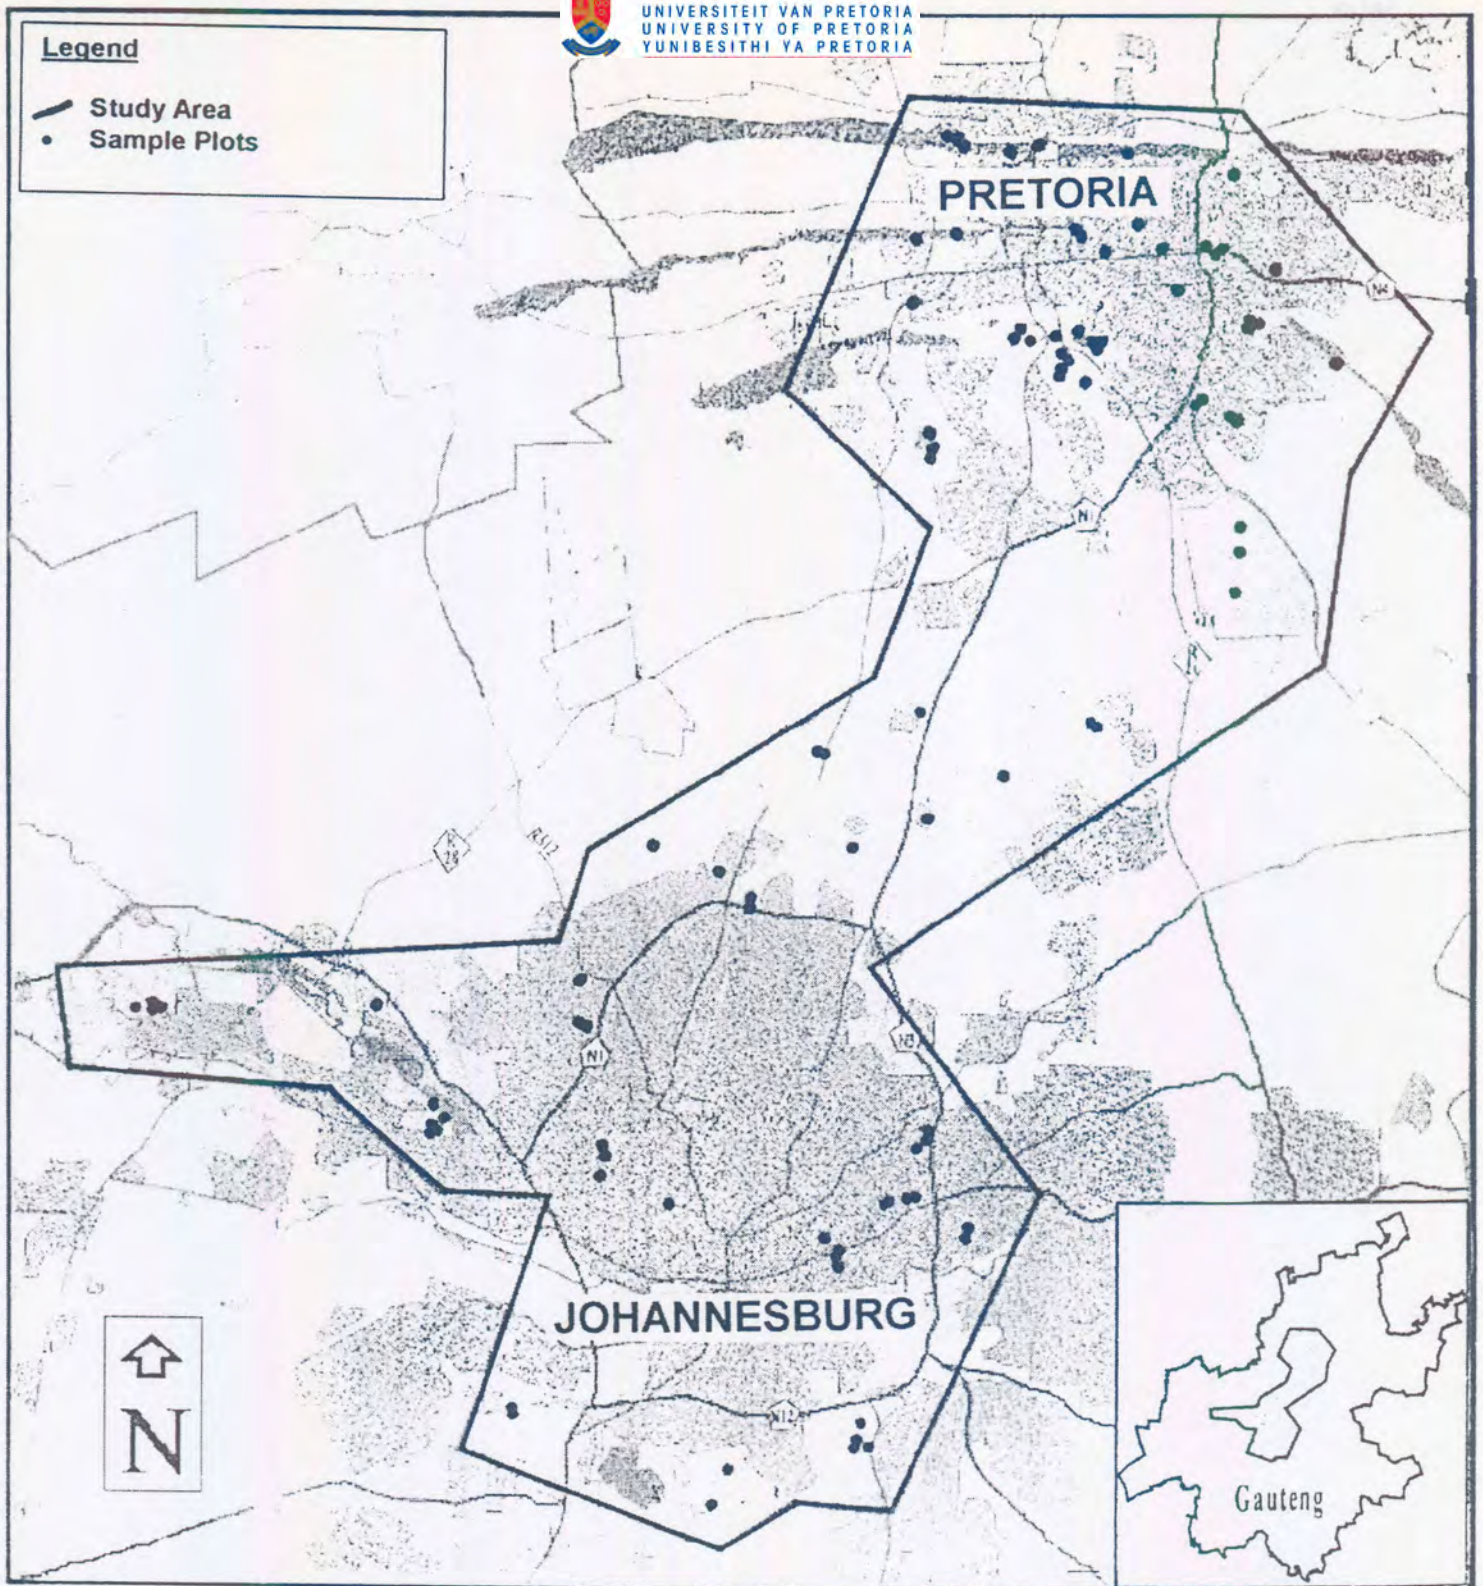 UNIVERSITEIT VAN PRETORIA
UNIVERSITY OF PRETORIA
YUNIBESITHI YA PRETORIA
Legend
Study Area
Sample Plots
PRETORIA
N4
N1
R
28
R512
N1
N3
JOHANNESBURG
N12
N
Gauteng